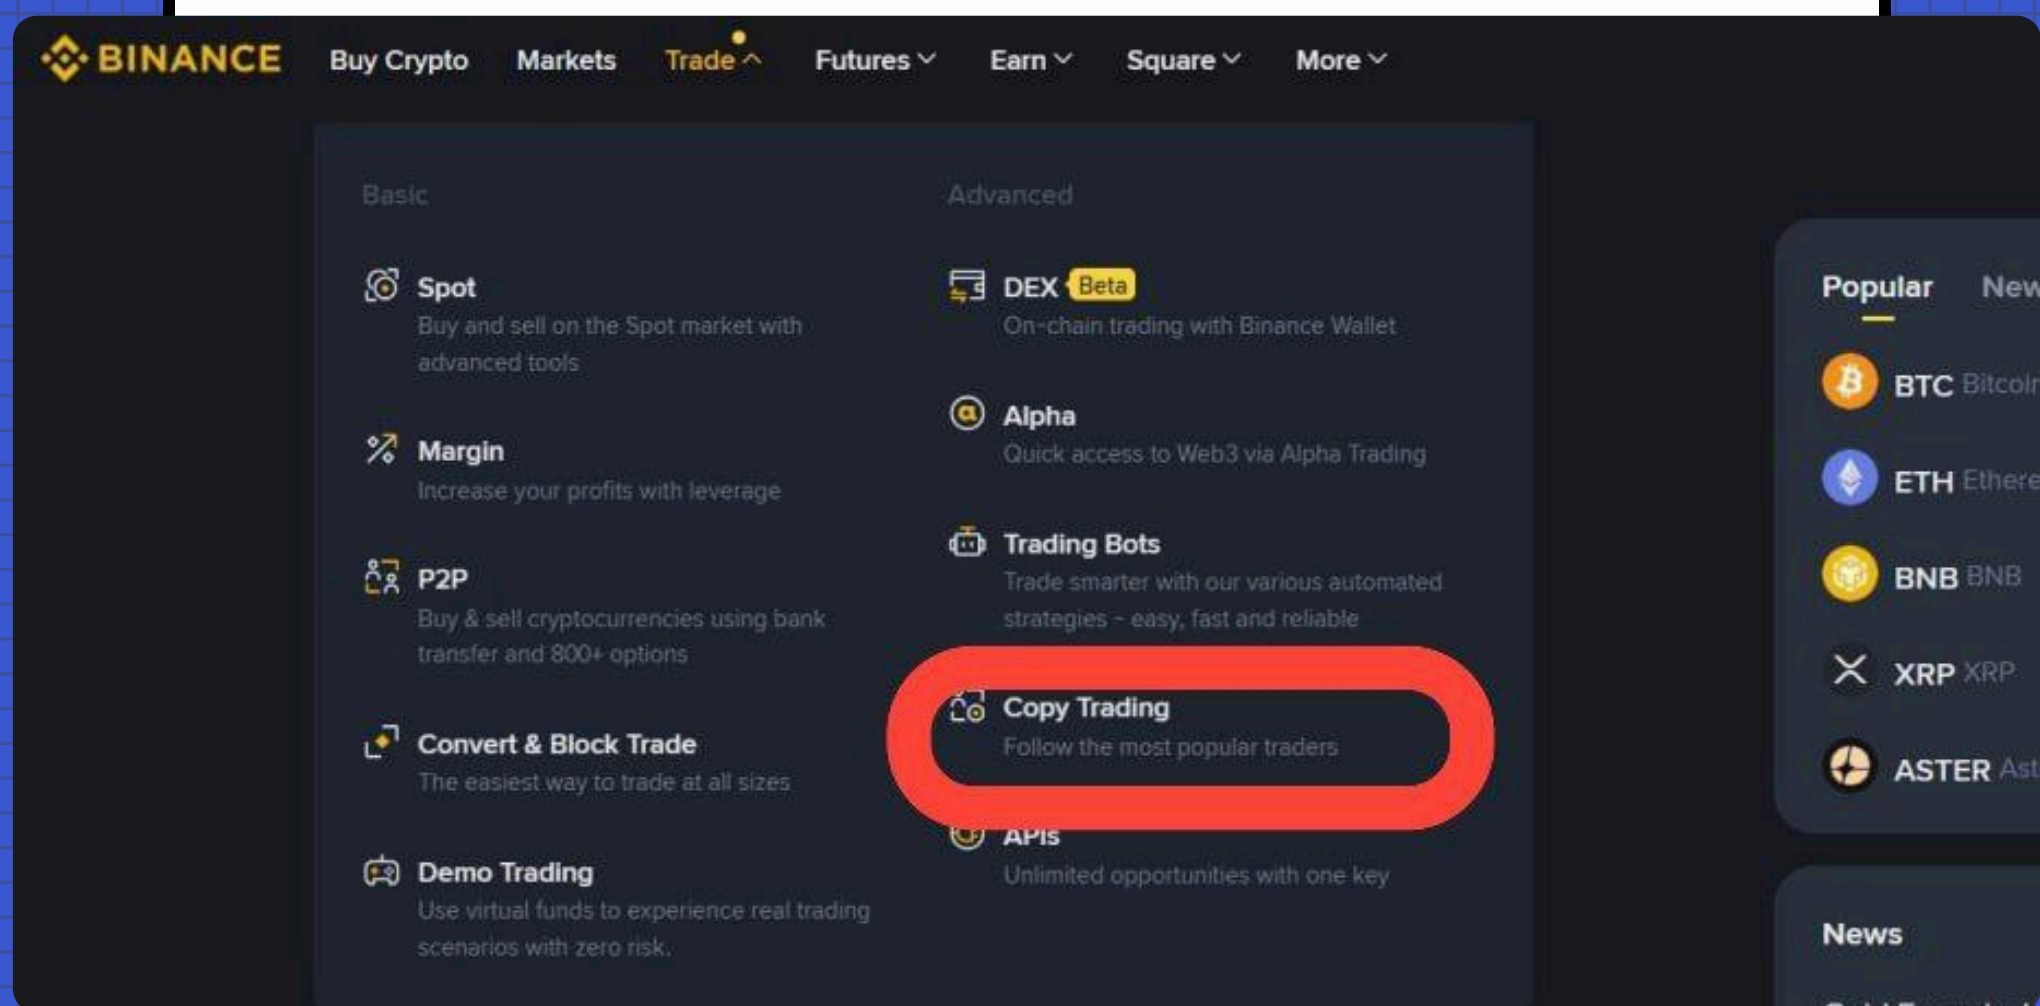 BINANCE Buy Crypto Markets Trade Futures Earn Square More
Basic
Spot
Buy and sell on the Spot market with
advanced tools
Margin
Increase your profits with leverage
P2P
Buy & sell cryptocurrencies using bank
transfer and 800+ options
Convert & Block Trade
The easiest way to trade at all sizes
Demo Trading
Use virtual funds to experience real trading
scenarios with zero risk.
Advanced
DEX Beta
On-chain trading with Binance Wallet
Alpha
Quick access to Web3 via Alpha Trading
Trading Bots
Trade smarter with our various automated
strategies - easy, fast and reliable
Copy Trading
Follow the most popular traders
APIs
Unlimited opportunities with one key
Popular New
BTC Bitcoin
ETH Ethere
BNB BNB
XRP XRP
ASTER Ast
News